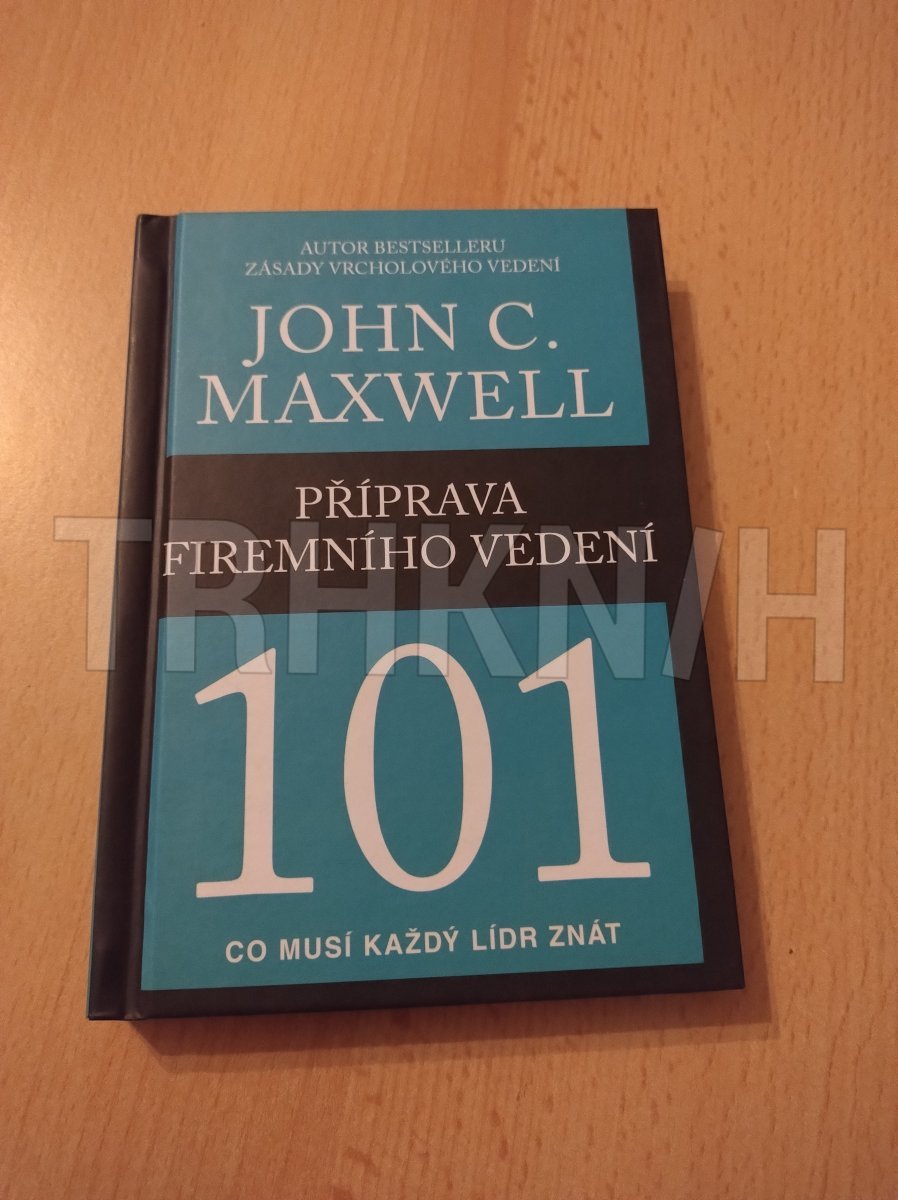 AUTOR BESTSELLERU
ZÁSADY VRCHOLOVÉHO VEDENÍ
JOHN C.
MAXWELL
PŘÍPRAVA
FIREMNÍHO VEDENÍ
TRHKNIH
101
CO MUSÍ KAŽDÝ LÍDR ZNÁT